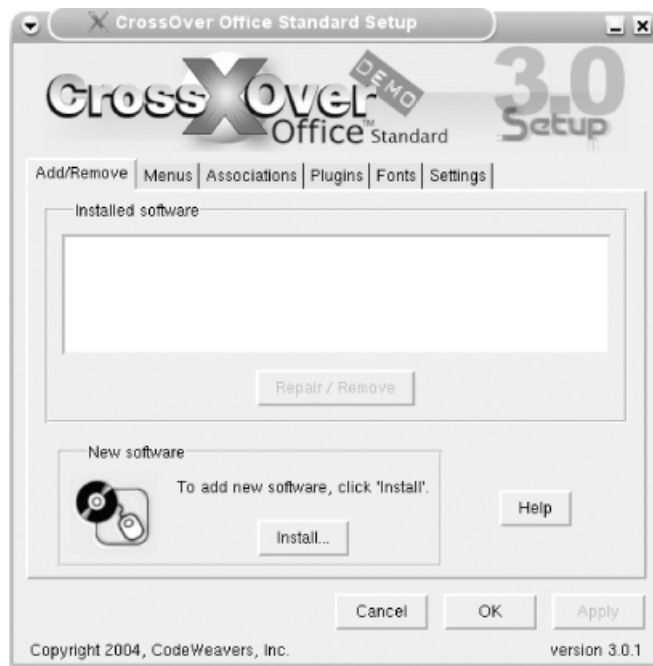 CrossOver Office Standard Setup
CrossOver
DEMO
Office™ Standard
3.0
Setup
Add/Remove Menus Associations Plugins Fonts Settings
Installed software
Repair / Remove
New software
To add new software, click 'Install'.
Install...
Help
Cancel OK Apply
Copyright 2004, CodeWeavers, Inc. version 3.0.1